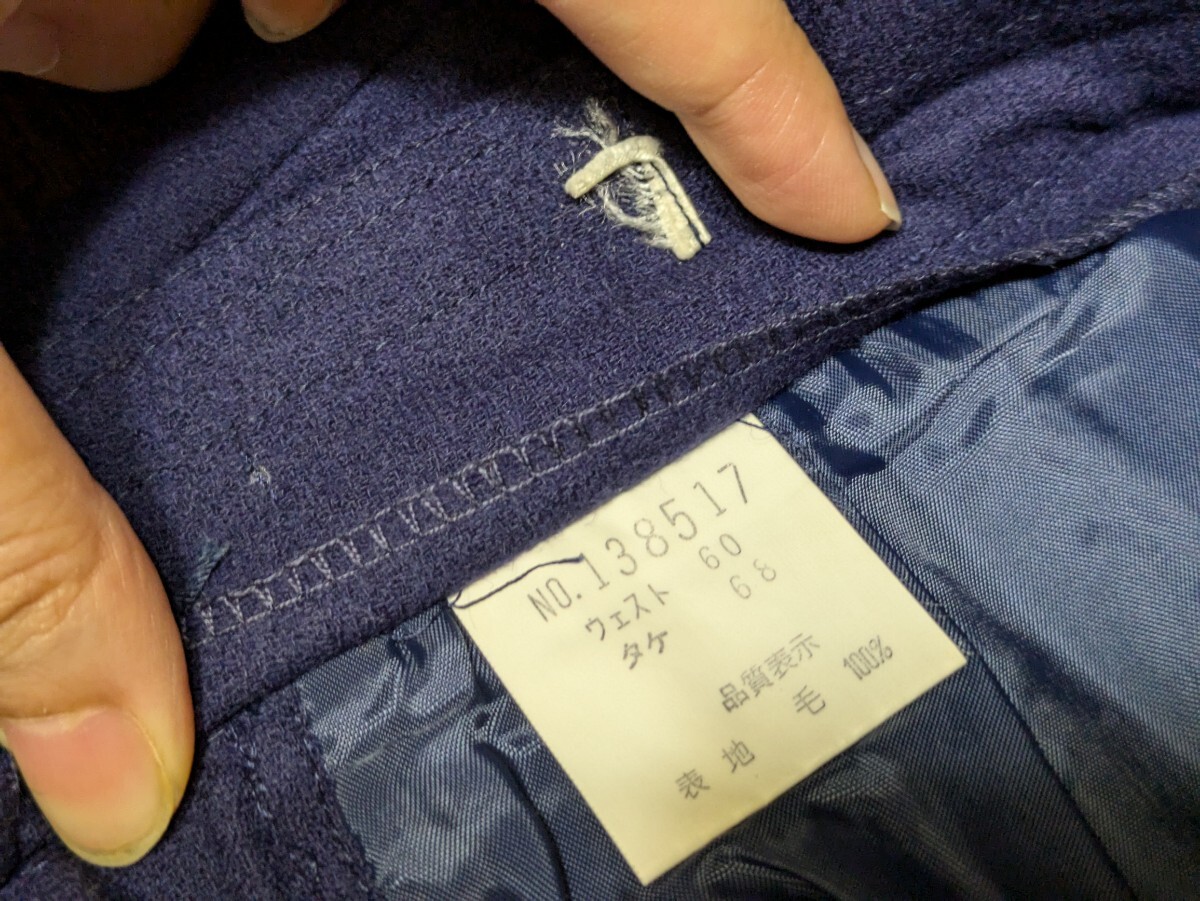 NO.138517
ウェスト 60
タケ 68
品質表示
表地 毛 100%